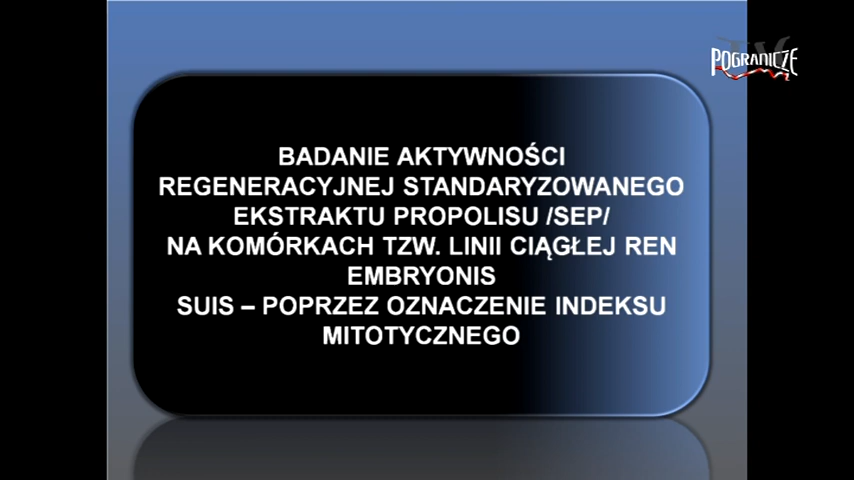 TV
POGRANICZE
BADANIE AKTYWNOŚCI
REGENERACYJNEJ STANDARYZOWANEGO
EKSTRAKTU PROPOLISU /SEP/
NA KOMÓRKACH TZW. LINII CIĄGŁEJ REN
EMBRYONIS
SUIS – POPRZEZ OZNACZENIE INDEKSU
MITOTYCZNEGO